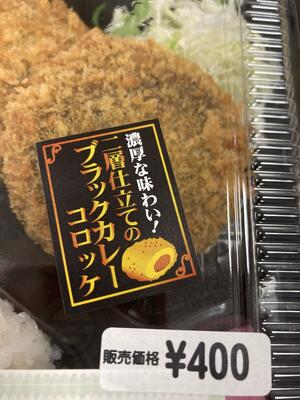 濃厚な味わい！
二層仕立ての
ブラックカレー
コロッケ
販売価格 ¥400